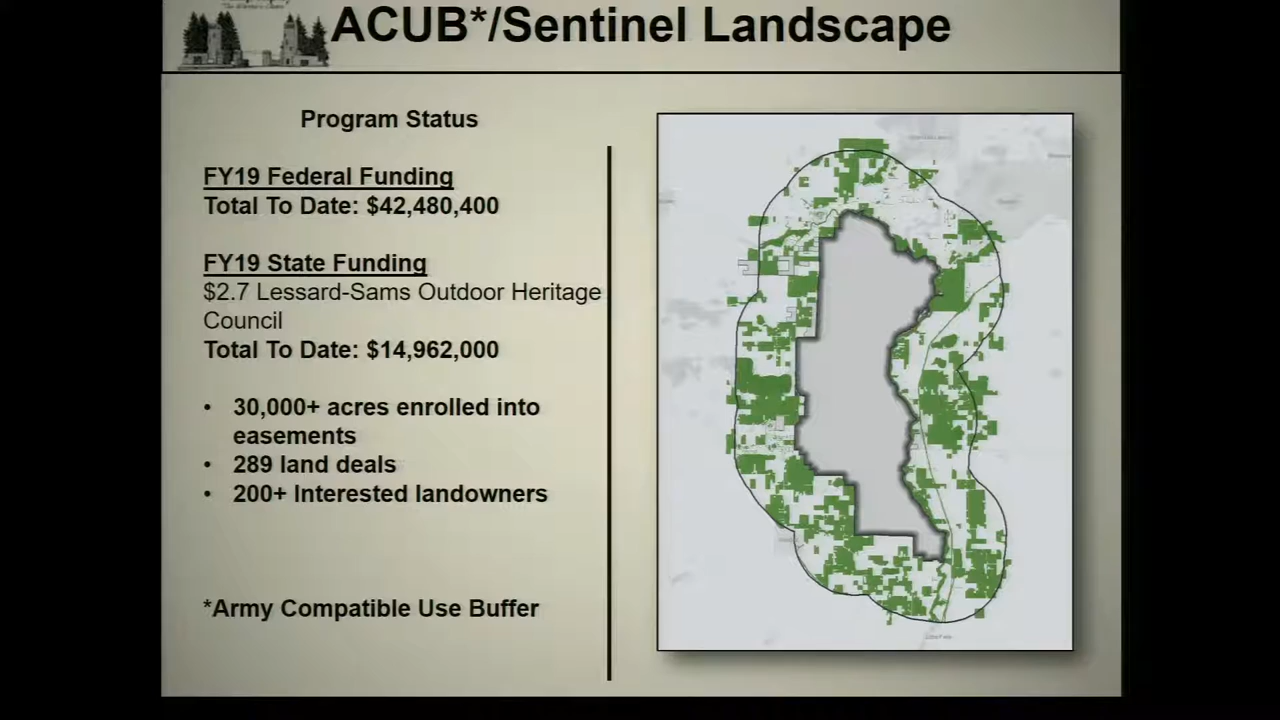 ACUB*/Sentinel Landscape
Program Status
FY19 Federal Funding
Total To Date: $42,480,400
FY19 State Funding
$2.7 Lessard-Sams Outdoor Heritage
Council
Total To Date: $14,962,000
• 30,000+ acres enrolled into
easements
• 289 land deals
• 200+ Interested landowners
*Army Compatible Use Buffer